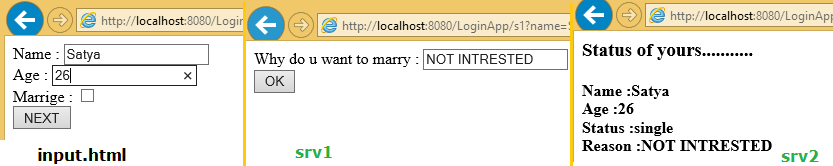 http://localhost:8080/Login
Name : Satya
Age : 26
Marrige :
NEXT
input.html
http://localhost:8080/LoginApp/s1?name=
Why do u want to marry : NOT INTRESTED
OK
srv1
http://localhost:8080/LoginA
Status of yours...........
Name :Satya
Age :26
Status :single
Reason :NOT INTRESTED
srv2